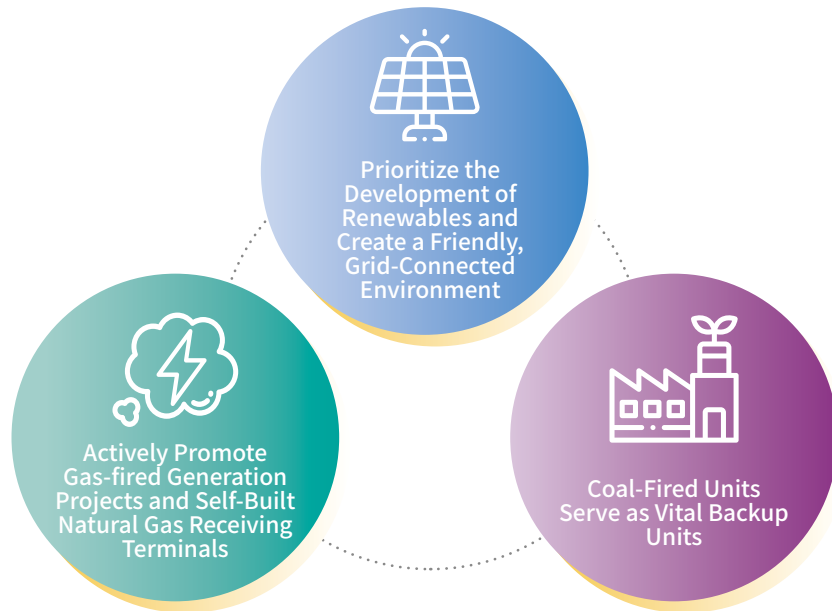 Prioritize the
Development of
Renewables and
Create a Friendly,
Grid-Connected
Environment
Actively Promote
Gas-fired Generation
Projects and Self-Built
Natural Gas Receiving
Terminals
Coal-Fired Units
Serve as Vital Backup
Units